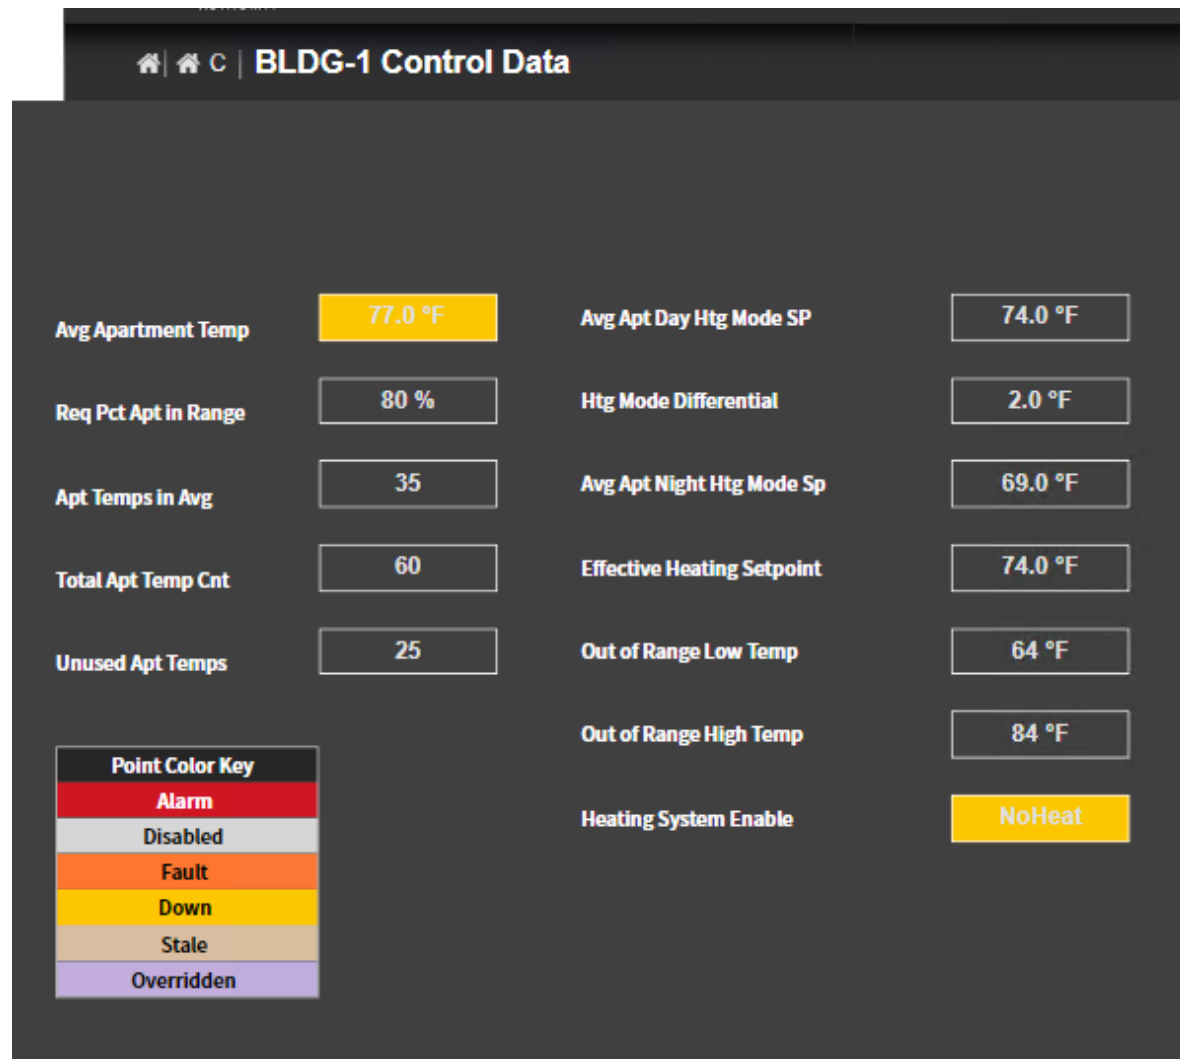 C | BLDG-1 Control Data
Avg Apartment Temp 77.0 °F
Req Pct Apt in Range 80 %
Apt Temps in Avg 35
Total Apt Temp Cnt 60
Unused Apt Temps 25
Avg Apt Day Htg Mode SP 74.0 °F
Htg Mode Differential 2.0 °F
Avg Apt Night Htg Mode Sp 69.0 °F
Effective Heating Setpoint 74.0 °F
Out of Range Low Temp 64 °F
Out of Range High Temp 84 °F
Heating System Enable NoHeat
Point Color Key
Alarm
Disabled
Fault
Down
Stale
Overridden